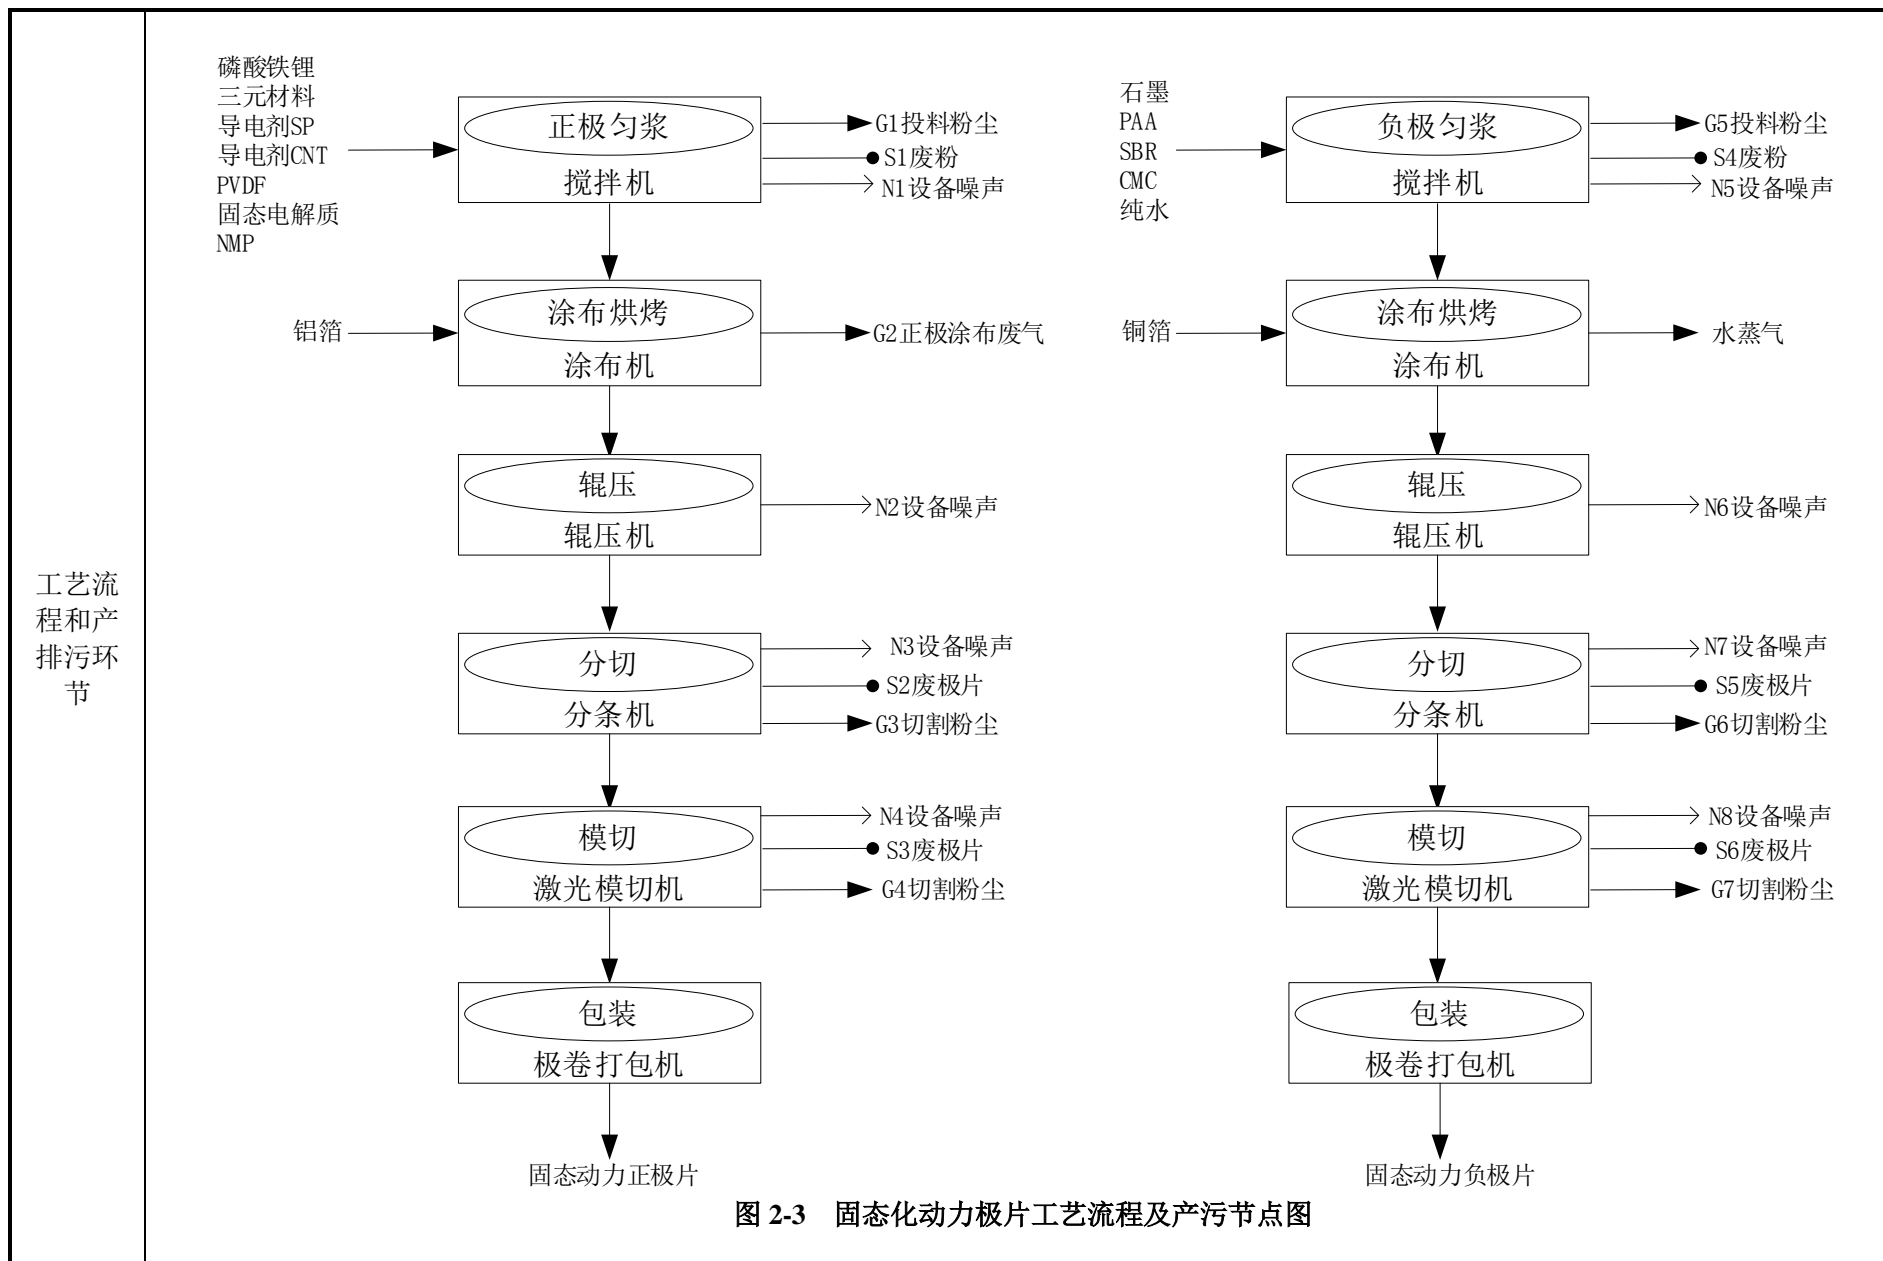 工艺流
程和产
排污环
节
磷酸铁锂
三元材料
导电剂SP
导电剂CNT
PVDF
固态电解质
NMP
正极匀浆
搅拌机
G1投料粉尘
S1废粉
N1设备噪声
铝箔
涂布烘烤
涂布机
G2正极涂布废气
辊压
辊压机
N2设备噪声
分切
分条机
N3设备噪声
S2废极片
G3切割粉尘
模切
激光模切机
N4设备噪声
S3废极片
G4切割粉尘
包装
极卷打包机
固态动力正极片
石墨
PAA
SBR
CMC
纯水
负极匀浆
搅拌机
G5投料粉尘
S4废粉
N5设备噪声
铜箔
涂布烘烤
涂布机
水蒸气
辊压
辊压机
N6设备噪声
分切
分条机
N7设备噪声
S5废极片
G6切割粉尘
模切
激光模切机
N8设备噪声
S6废极片
G7切割粉尘
包装
极卷打包机
固态动力负极片
图 2-3 固态化动力极片工艺流程及产污节点图